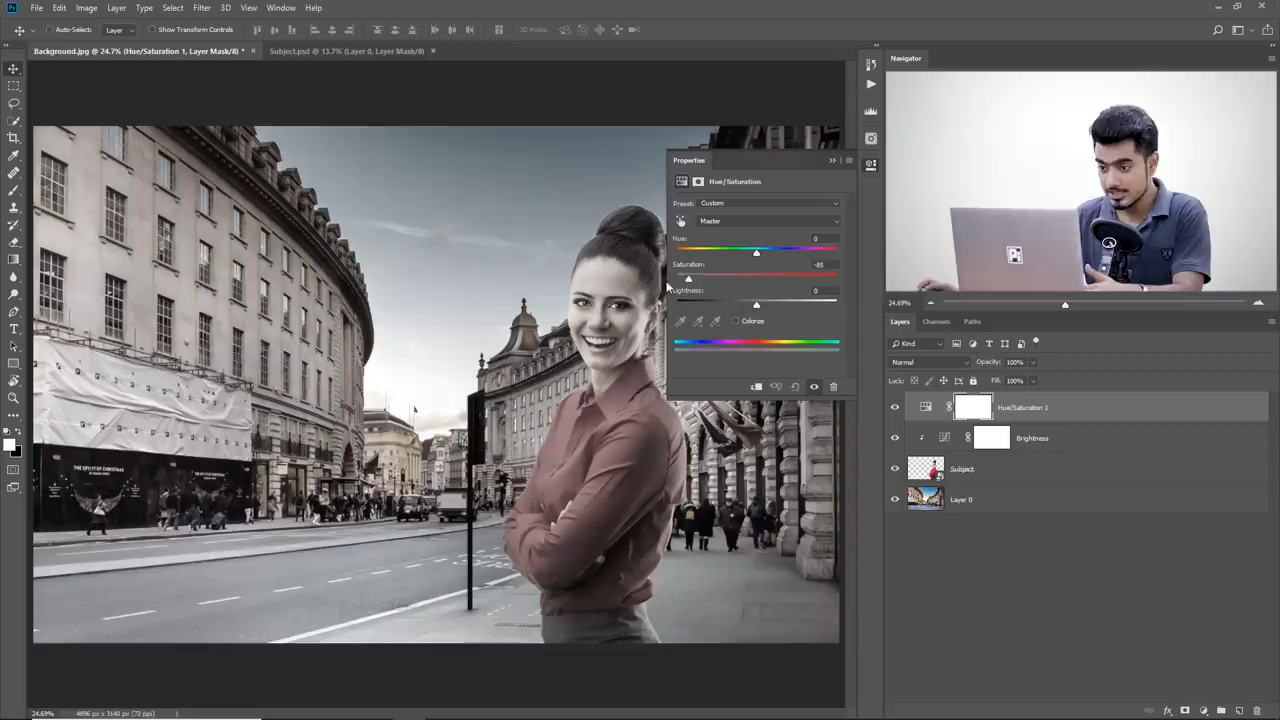 Ps File Edit Image Layer Type Select Filter 3D View Window Help
Auto-Select: Layer Show Transform Controls 3D Mode:
Background.jpg @ 24.7% (Hue/Saturation 1, Layer Mask/8) * × Subject.psd @ 13.7% (Layer 0, Layer Mask/8) ×
Navigator
Properties
Hue/Saturation
Preset: Custom
Master
Hue: 0
Saturation: -85
Lightness: 0
Colorize
24.69%
Layers Channels Paths
Kind
Normal Opacity: 100%
Lock: Fill: 100%
Hue/Saturation 1
Brightness
Subject
Layer 0
THE SPIRIT OF CHRISTMAS
24.69% 4896 px x 3140 px (72 ppi)